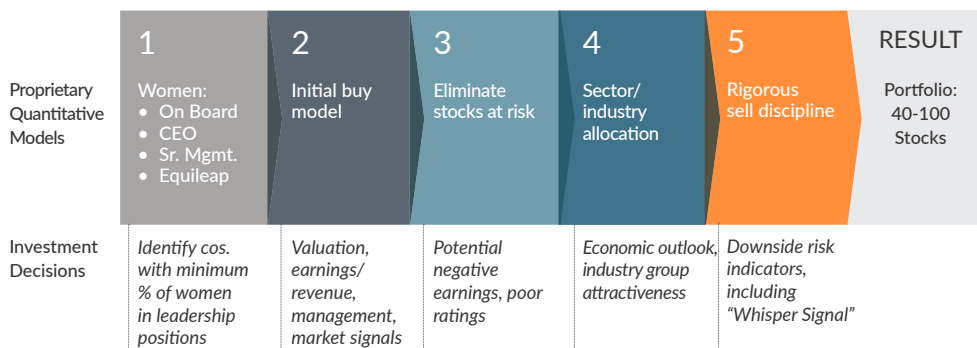 Proprietary
Quantitative
Models
1
Women:
• On Board
• CEO
• Sr. Mgmt.
• Equileap
2
Initial buy
model
3
Eliminate
stocks at risk
4
Sector/
industry
allocation
5
Rigorous
sell discipline
RESULT
Portfolio:
40-100
Stocks
Investment
Decisions
Identify cos.
with minimum
% of women
in leadership
positions
Valuation,
earnings/
revenue,
management,
market signals
Potential
negative
earnings, poor
ratings
Economic outlook,
industry group
attractiveness
Downside risk
indicators,
including
“Whisper Signal”